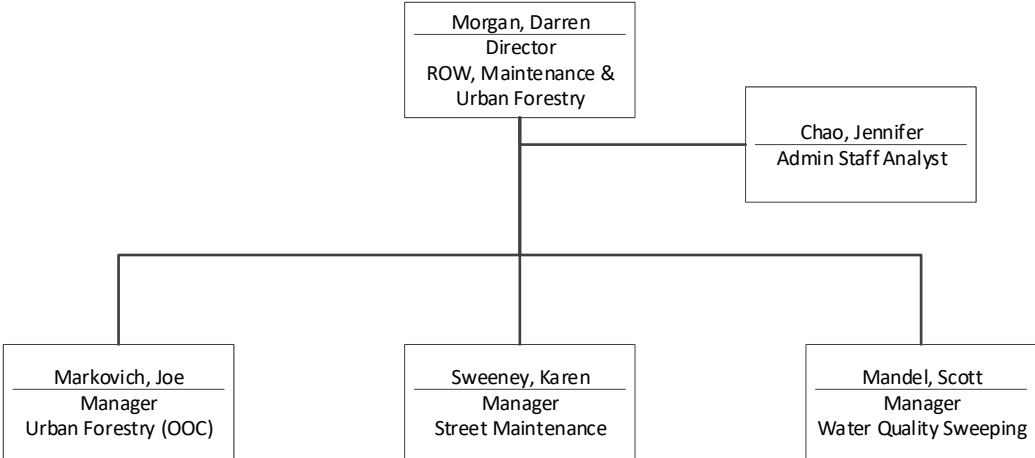 Morgan, Darren
Director
ROW, Maintenance &
Urban Forestry
Chao, Jennifer
Admin Staff Analyst
Markovich, Joe
Manager
Urban Forestry (OOC)
Sweeney, Karen
Manager
Street Maintenance
Mandel, Scott
Manager
Water Quality Sweeping